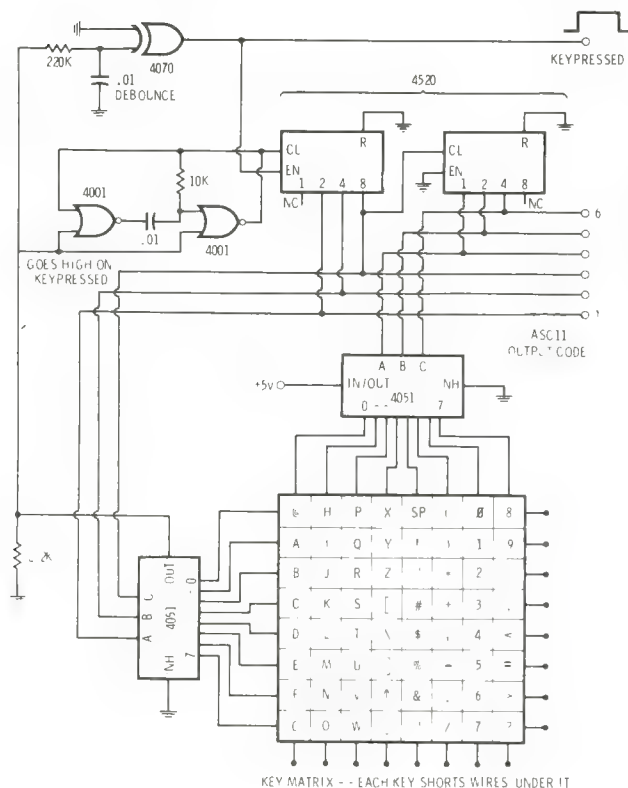 220K
.01
DEBOUNCE
4070
KEYPRESSED
4520
R
R
CL
EN
1 2 4 8
NC
CL
EN
1 2 4 8
NC
4001
10K
.01
4001
GOES HIGH ON
KEYPRESSED
6
1
ASCII
OUTPUT CODE
A B C
+5v
IN/OUT
NH
4051
0 - - 7
H P X SP Ø 8
A Q Y ! ) 1 9
B J R Z * 2
C K S [ # + 3
D T \ $ , 4 <
E M U % 5 =
F N ↑ & . 6 >
O W / 7 ?
OUT
0
C
B
A
4051
NH
7
KEY MATRIX - - EACH KEY SHORTS WIRES UNDER IT